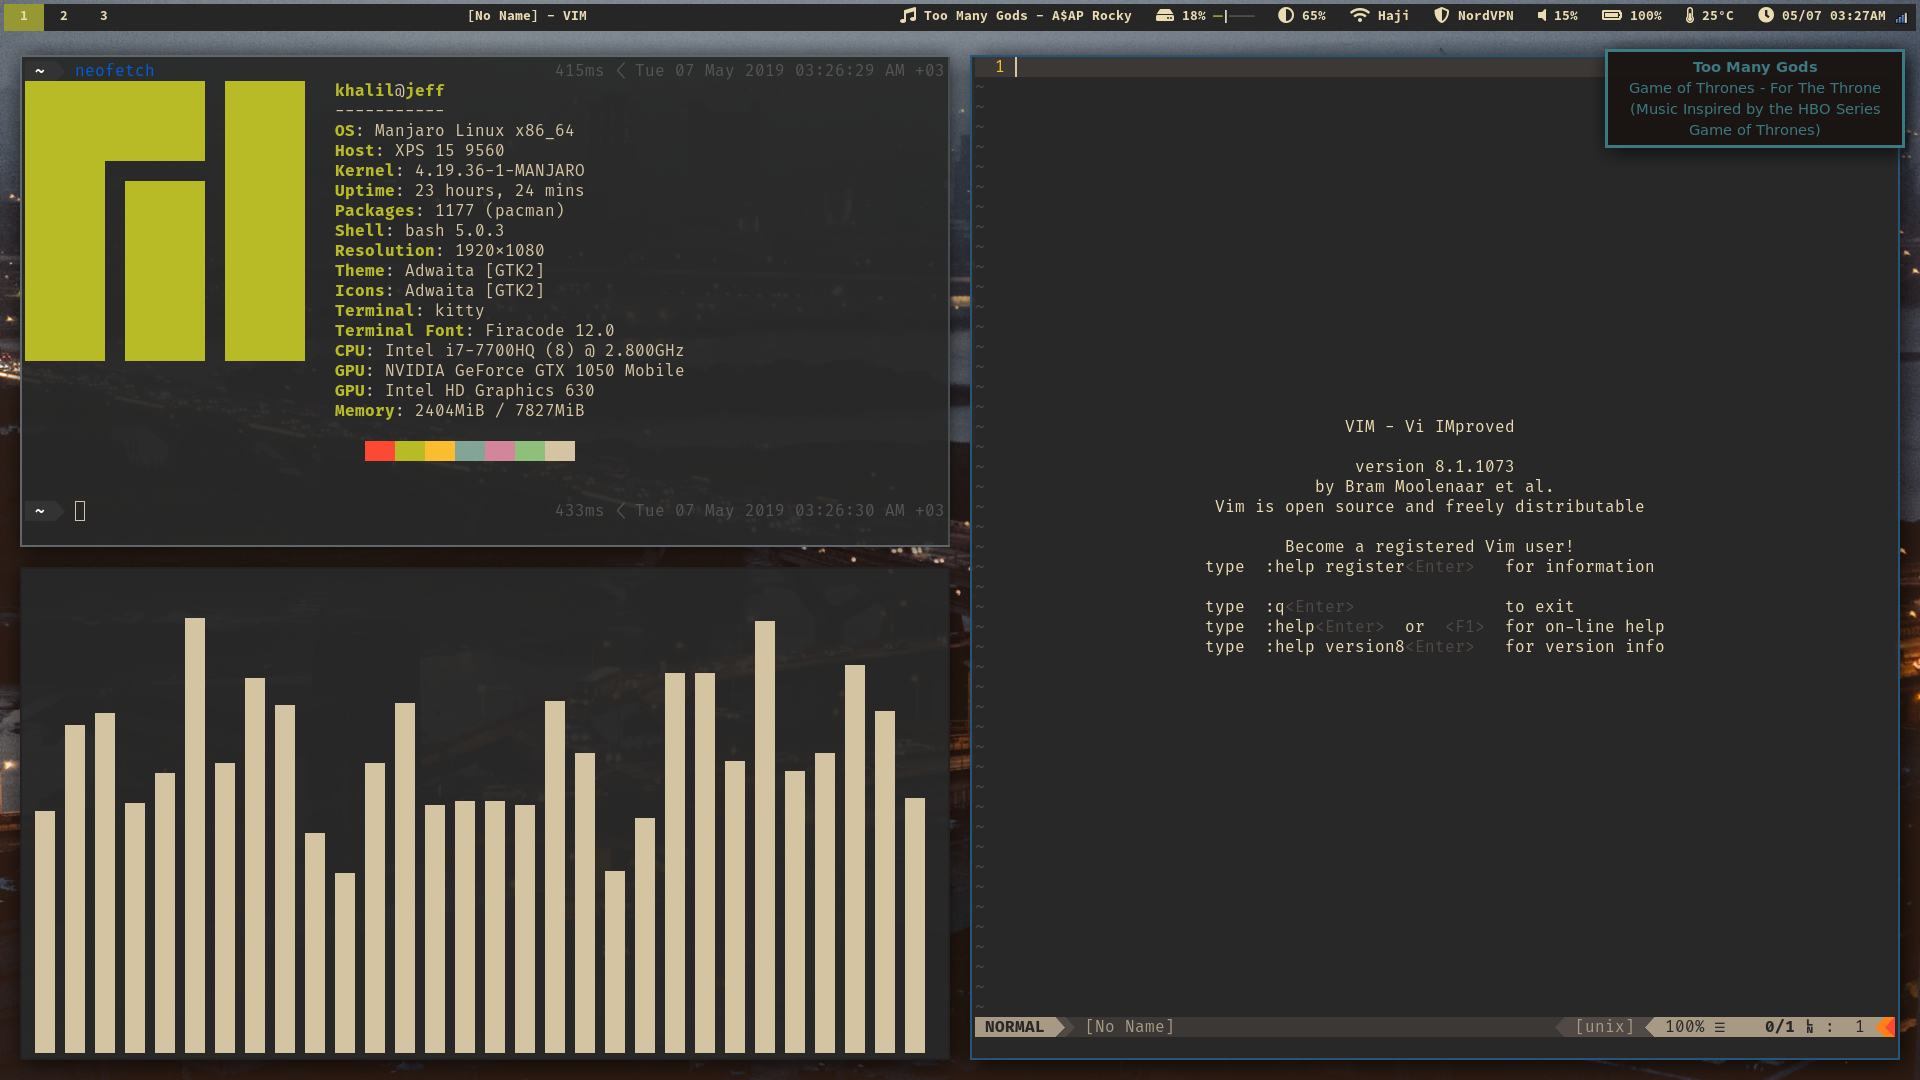 1 2 3 [No Name] - VIM Too Many Gods - A$AP Rocky 18% 65% Haji NordVPN 15% 100% 25°C 05/07 03:27AM
~ neofetch 415ms < Tue 07 May 2019 03:26:29 AM +03
khalil@jeff
-----------
OS: Manjaro Linux x86_64
Host: XPS 15 9560
Kernel: 4.19.36-1-MANJARO
Uptime: 23 hours, 24 mins
Packages: 1177 (pacman)
Shell: bash 5.0.3
Resolution: 1920×1080
Theme: Adwaita [GTK2]
Icons: Adwaita [GTK2]
Terminal: kitty
Terminal Font: Firacode 12.0
CPU: Intel i7-7700HQ (8) @ 2.800GHz
GPU: NVIDIA GeForce GTX 1050 Mobile
GPU: Intel HD Graphics 630
Memory: 2404MiB / 7827MiB
~ 433ms < Tue 07 May 2019 03:26:30 AM +03
Too Many Gods
Game of Thrones - For The Throne
(Music Inspired by the HBO Series
Game of Thrones)
1
VIM - Vi IMproved
version 8.1.1073
by Bram Moolenaar et al.
Vim is open source and freely distributable
Become a registered Vim user!
type :help register<Enter> for information
type :q<Enter> to exit
type :help<Enter> or <F1> for on-line help
type :help version8<Enter> for version info
NORMAL [No Name] [unix] 100% ☰ 0/1 ㏑ : 1